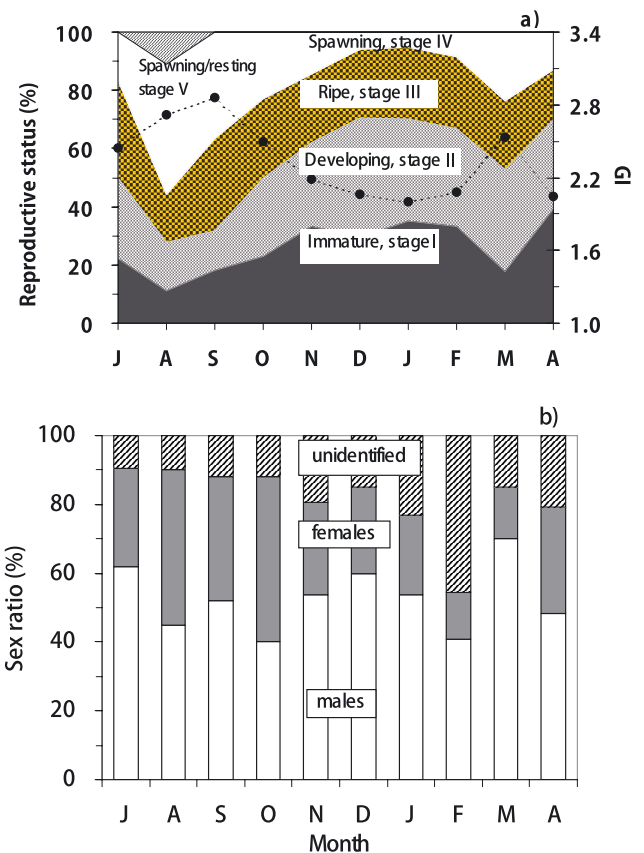 a)
100
80
60
40
20
0
Reproductive status (%)
3.4
2.8
2.2
1.6
1.0
GI
Spawning, stage IV
Spawning/resting
stage V
Ripe, stage III
Developing, stage II
Immature, stage I
J A S O N D J F M A
b)
100
80
60
40
20
0
Sex ratio (%)
unidentified
females
males
J A S O N D J F M A
Month